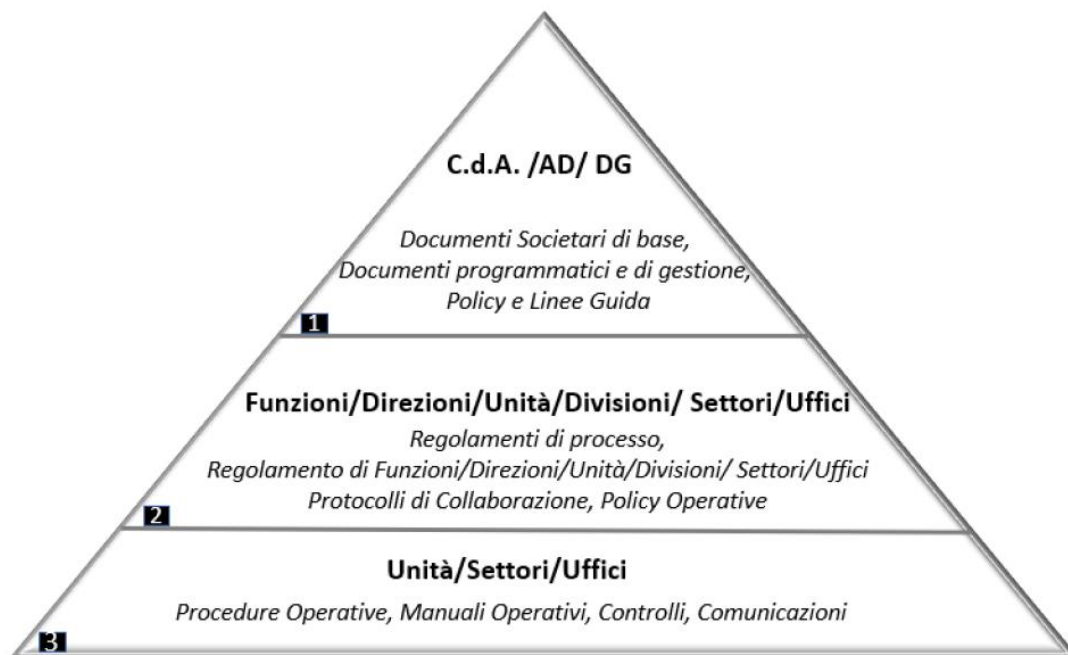 C.d.A. /AD/ DG
Documenti Societari di base,
Documenti programmatici e di gestione,
Policy e Linee Guida
1
Funzioni/Direzioni/Unità/Divisioni/ Settori/Uffici
Regolamenti di processo,
Regolamento di Funzioni/Direzioni/Unità/Divisioni/ Settori/Uffici
Protocolli di Collaborazione, Policy Operative
2
Unità/Settori/Uffici
Procedure Operative, Manuali Operativi, Controlli, Comunicazioni
3